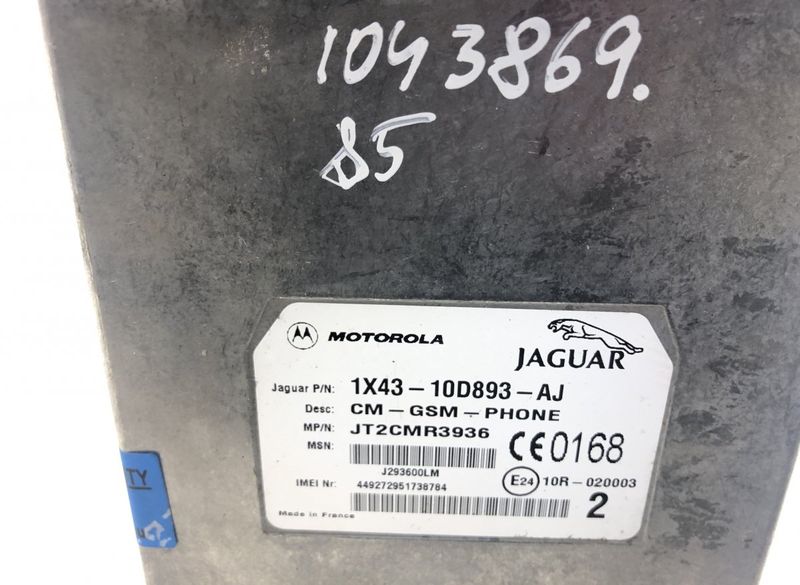 1043869.
85
MOTOROLA
JAGUAR
Jaguar P/N: 1X43-10D893-AJ
Desc: CM-GSM-PHONE
MP/N: JT2CMR3936
MSN:
CE0168
J293600LM
E24 10R-020003
IMEI Nr: 449272951738784
2
Made in France
TY